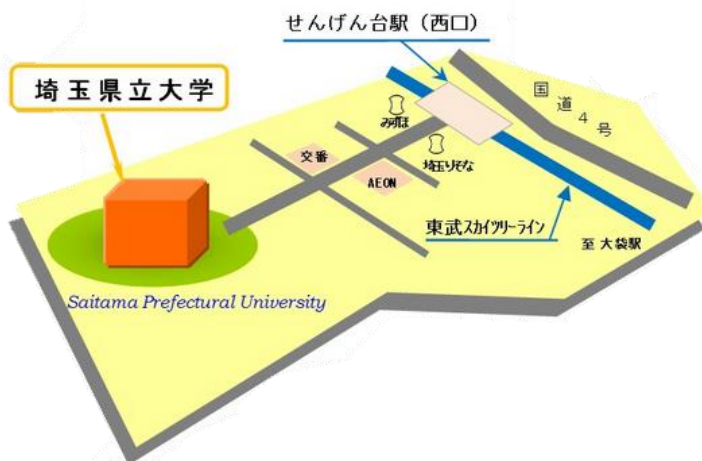 せんげん台駅（西口）
埼玉県立大学
国道4号
みずほ
埼玉りそな
交番
AEON
東武スカイツリーライン
至 大袋駅
Saitama Prefectural University